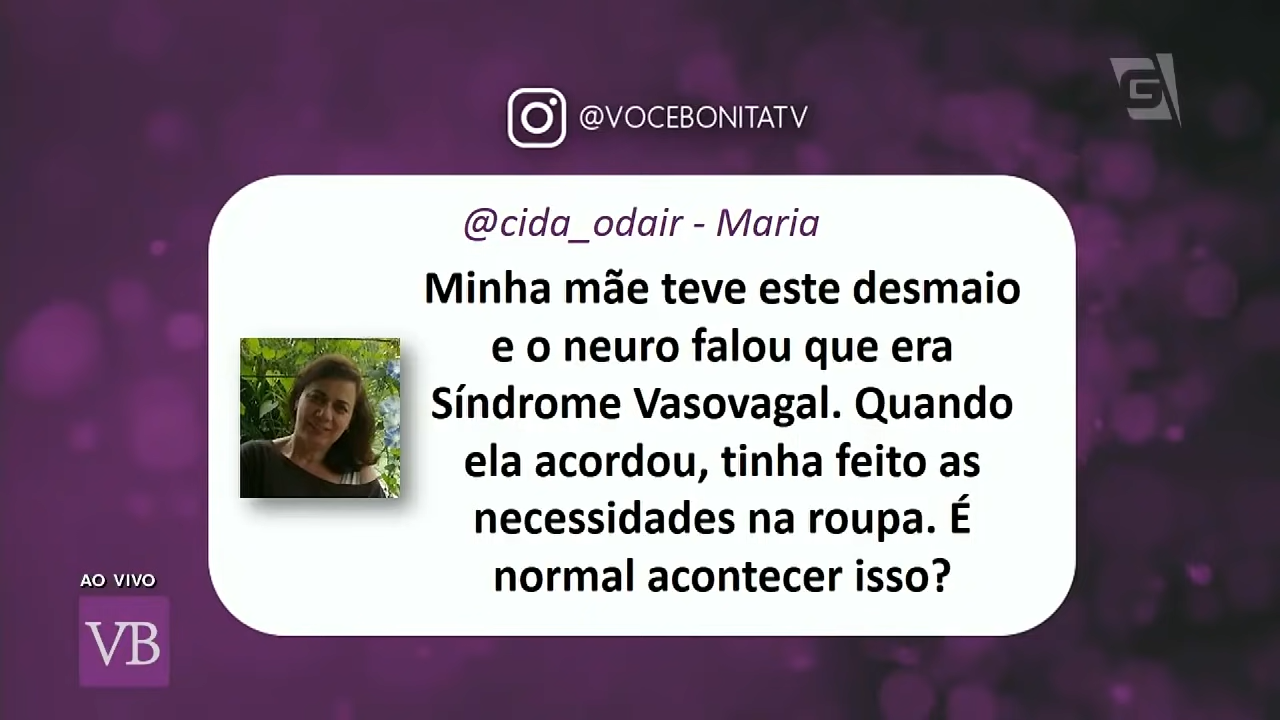 @VOCEBONITATV
@cida_odair - Maria
Minha mãe teve este desmaio
e o neuro falou que era
Síndrome Vasovagal. Quando
ela acordou, tinha feito as
necessidades na roupa. É
normal acontecer isso?
AO VIVO
VB
G